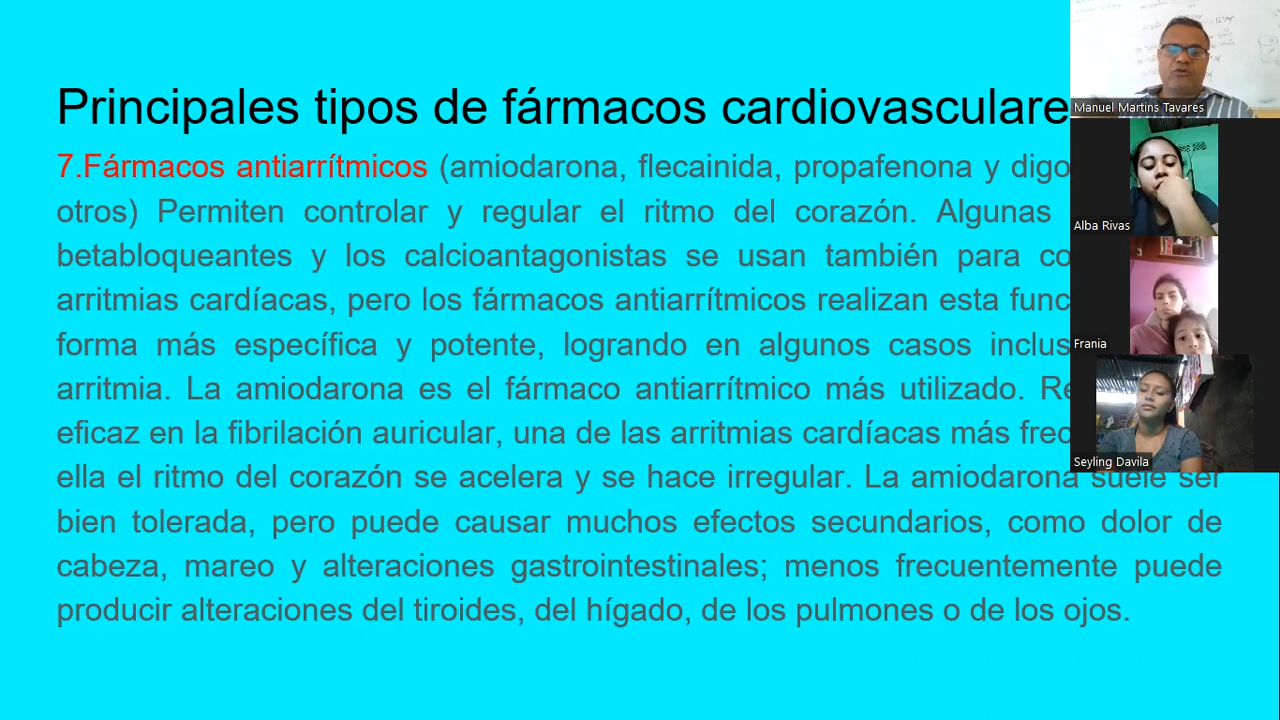 Principales tipos de fármacos cardiovasculare
7.Fármacos antiarrítmicos (amiodarona, flecainida, propafenona y digo
otros) Permiten controlar y regular el ritmo del corazón. Algunas
betabloqueantes y los calcioantagonistas se usan también para co
arritmias cardíacas, pero los fármacos antiarrítmicos realizan esta func
forma más específica y potente, logrando en algunos casos inclus
arritmia. La amiodarona es el fármaco antiarrítmico más utilizado. Re
eficaz en la fibrilación auricular, una de las arritmias cardíacas más frec
ella el ritmo del corazón se acelera y se hace irregular. La amiodarona suele ser
bien tolerada, pero puede causar muchos efectos secundarios, como dolor de
cabeza, mareo y alteraciones gastrointestinales; menos frecuentemente puede
producir alteraciones del tiroides, del hígado, de los pulmones o de los ojos.
Manuel Martins Tavares
Alba Rivas
Frania
Seyling Davila